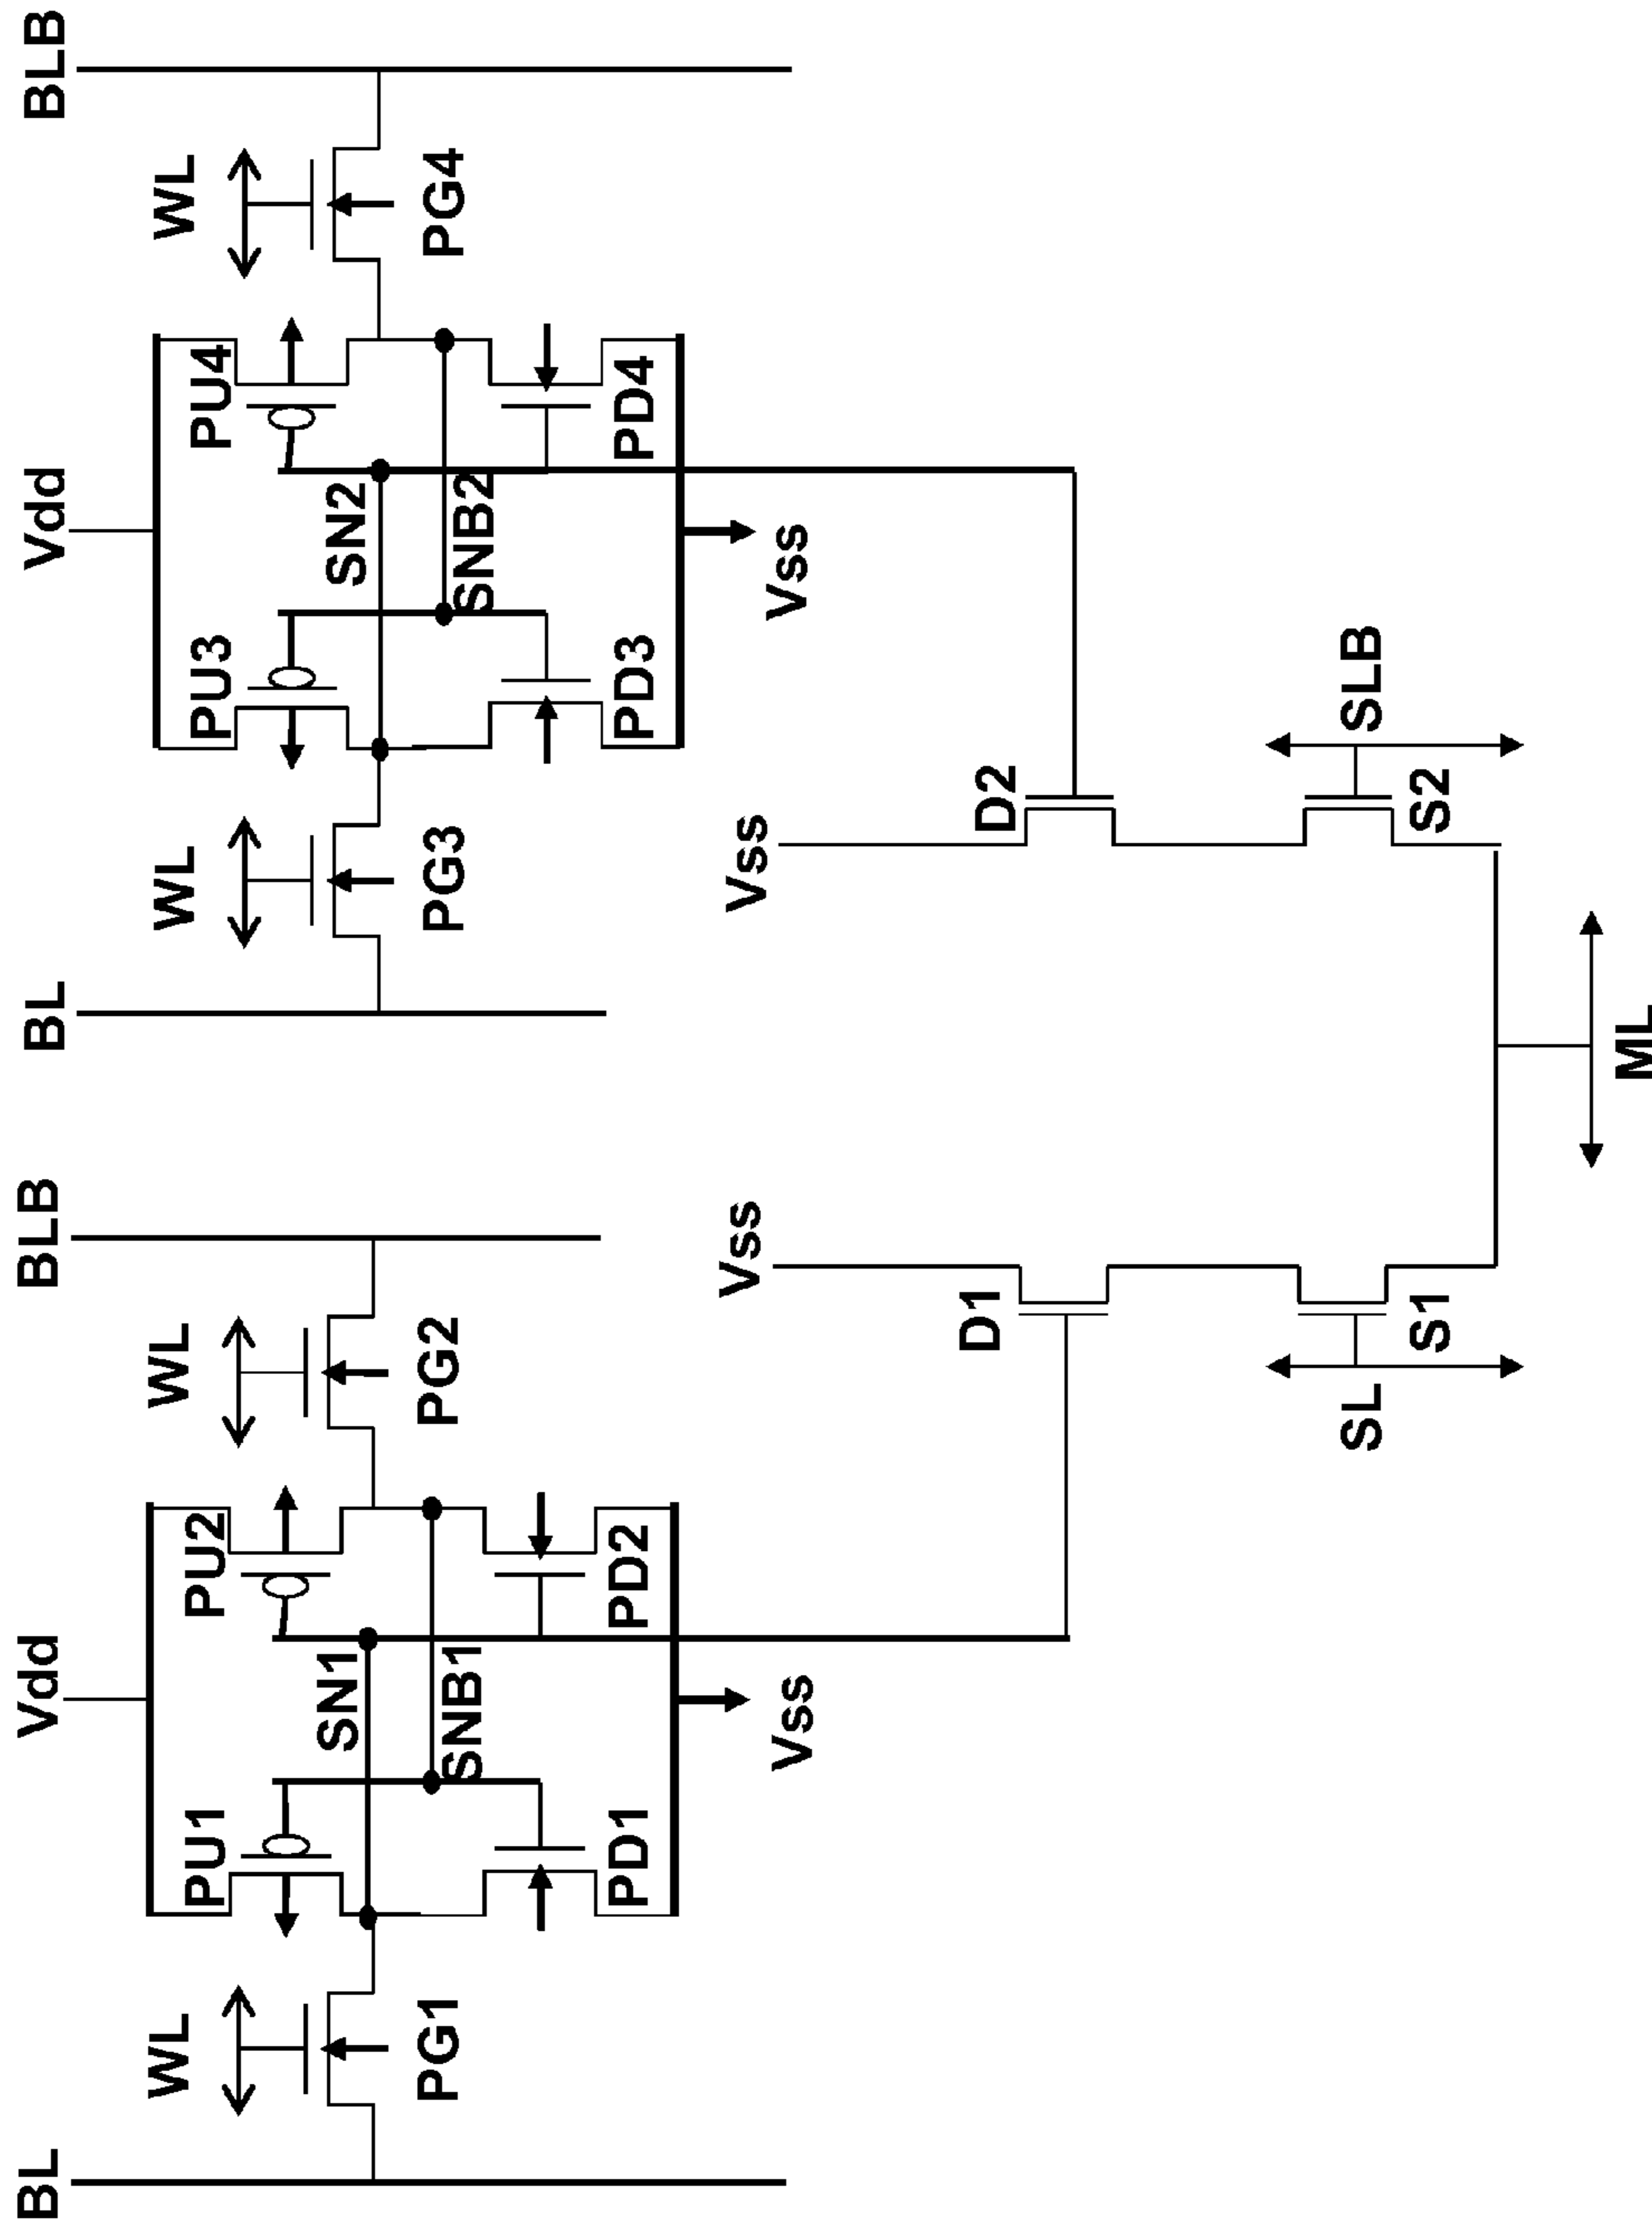 BL
WL
PG1
Vdd
PU1
PU2
SN1
SNB1
PD1
PD2
Vss
WL
PG2
BLB
BL
WL
PG3
Vdd
PU3
PU4
SN2
SNB2
PD3
PD4
Vss
WL
PG4
BLB
Vss
D1
SL
S1
Vss
D2
SLB
S2
ML